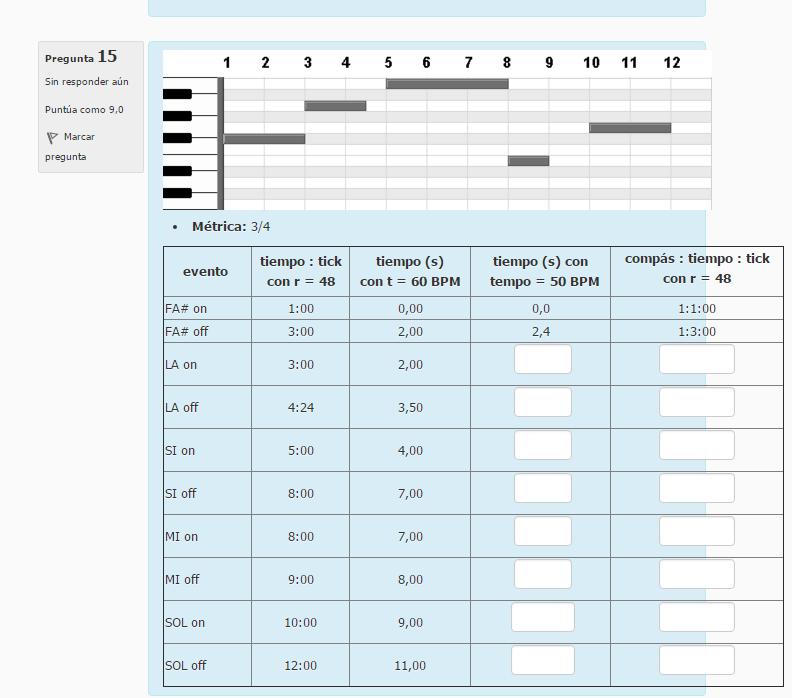 Pregunta 15
Sin responder aún
Puntúa como 9,0
Marcar
pregunta
1 2 3 4 5 6 7 8 9 10 11 12
• Métrica: 3/4
evento tiempo : tick con r = 48 tiempo (s) con t = 60 BPM tiempo (s) con tempo = 50 BPM compás : tiempo : tick con r = 48
FA# on 1:00 0,00 0,0 1:1:00
FA# off 3:00 2,00 2,4 1:3:00
LA on 3:00 2,00
LA off 4:24 3,50
SI on 5:00 4,00
SI off 8:00 7,00
MI on 8:00 7,00
MI off 9:00 8,00
SOL on 10:00 9,00
SOL off 12:00 11,00